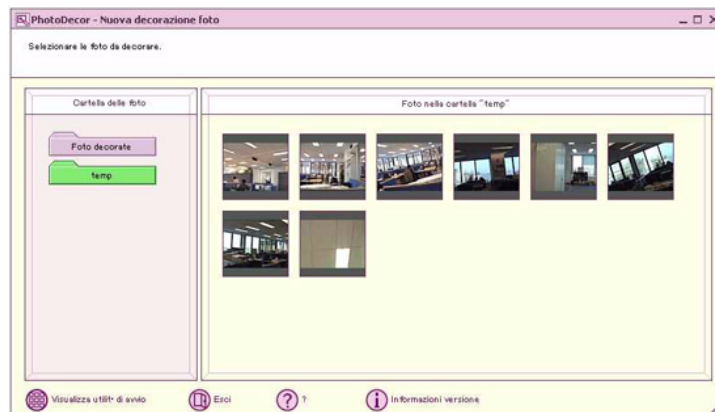 PhotoDecor - Nuova decorazione foto
Selezionare le foto da decorare.
Cartella delle foto
Foto nella cartella "temp"
Foto decorate
temp
Visualizza utilit· di avvio
Esci
?
Informazioni versione